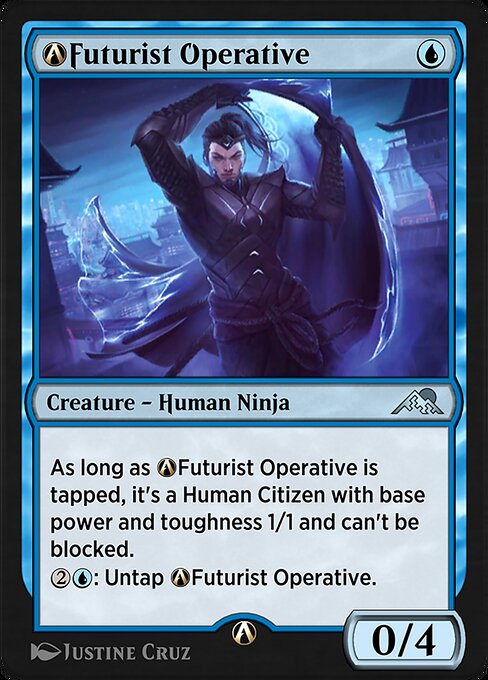 Futurist Operative
Creature – Human Ninja
As long as Futurist Operative is
tapped, it's a Human Citizen with base
power and toughness 1/1 and can't be
blocked.
2: Untap Futurist Operative.
0/4
Justine Cruz